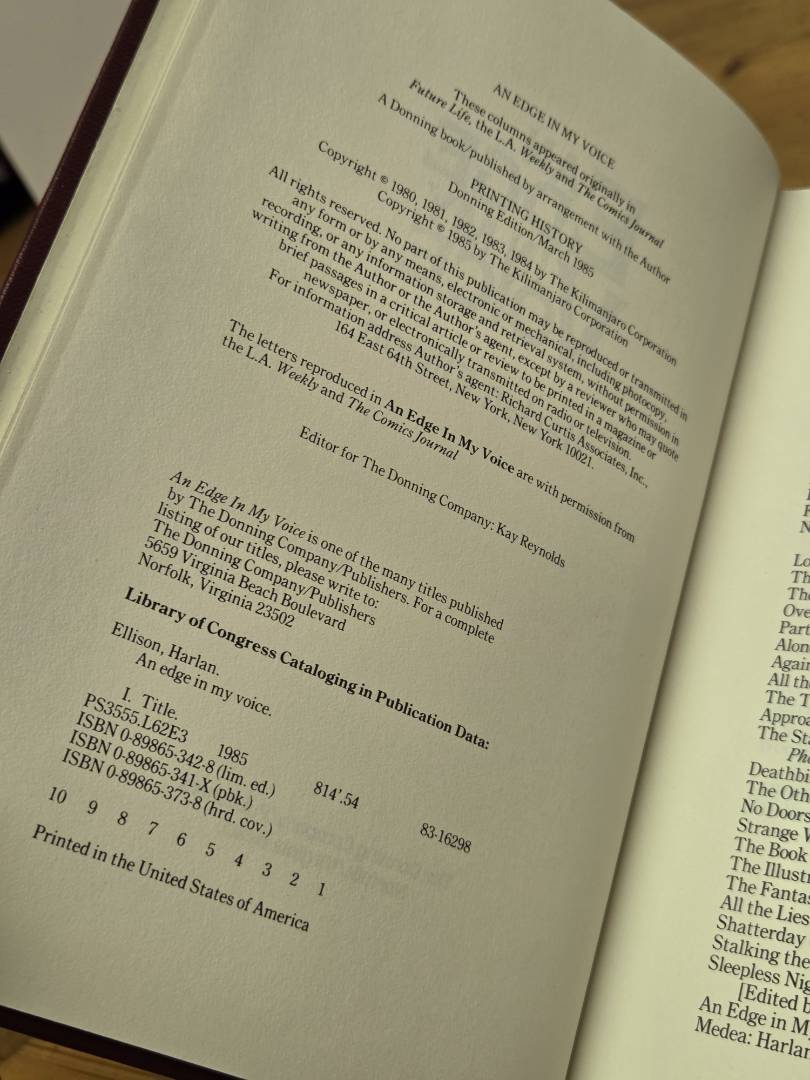 AN EDGE IN MY VOICE
These columns appeared originally in
Future Life, the L.A. Weekly and The Comics Journal
A Donning book/published by arrangement with the Author
PRINTING HISTORY
Donning Edition/March 1985
Copyright © 1980, 1981, 1982, 1983, 1984 by The Kilimanjaro Corporation
Copyright © 1985 by The Kilimanjaro Corporation
All rights reserved. No part of this publication may be reproduced or transmitted in
any form or by any means, electronic or mechanical, including photocopy,
recording, or any information storage and retrieval system, without permission in
writing from the Author or the Author's agent, except by a reviewer who may quote
brief passages in a critical article or review to be printed in a magazine or
newspaper, or electronically transmitted on radio or television.
For information address Author's agent: Richard Curtis Associates, Inc.,
164 East 64th Street, New York, New York 10021.
The letters reproduced in An Edge In My Voice are with permission from
the L.A. Weekly and The Comics Journal
Editor for The Donning Company: Kay Reynolds
An Edge In My Voice is one of the many titles published
by The Donning Company/Publishers. For a complete
listing of our titles, please write to:
The Donning Company/Publishers
5659 Virginia Beach Boulevard
Norfolk, Virginia 23502
Library of Congress Cataloging in Publication Data:
Ellison, Harlan.
An edge in my voice.
I. Title.
PS3555.L62E3 1985 814'.54 83-16298
ISBN 0-89865-342-8 (lim. ed.)
ISBN 0-89865-341-X (pbk.)
ISBN 0-89865-373-8 (hrd. cov.)
10 9 8 7 6 5 4 3 2 1
Printed in the United States of America
Lo
Th
The
Over
Part
Alon
Again
All th
The T
Approa
The Sta
Pho
Deathbi
The Oth
No Doors
Strange W
The Book
The Illustr
The Fantas
All the Lies
Shatterday
Stalking the
Sleepless Nig
[Edited b
An Edge in M
Medea: Harlan